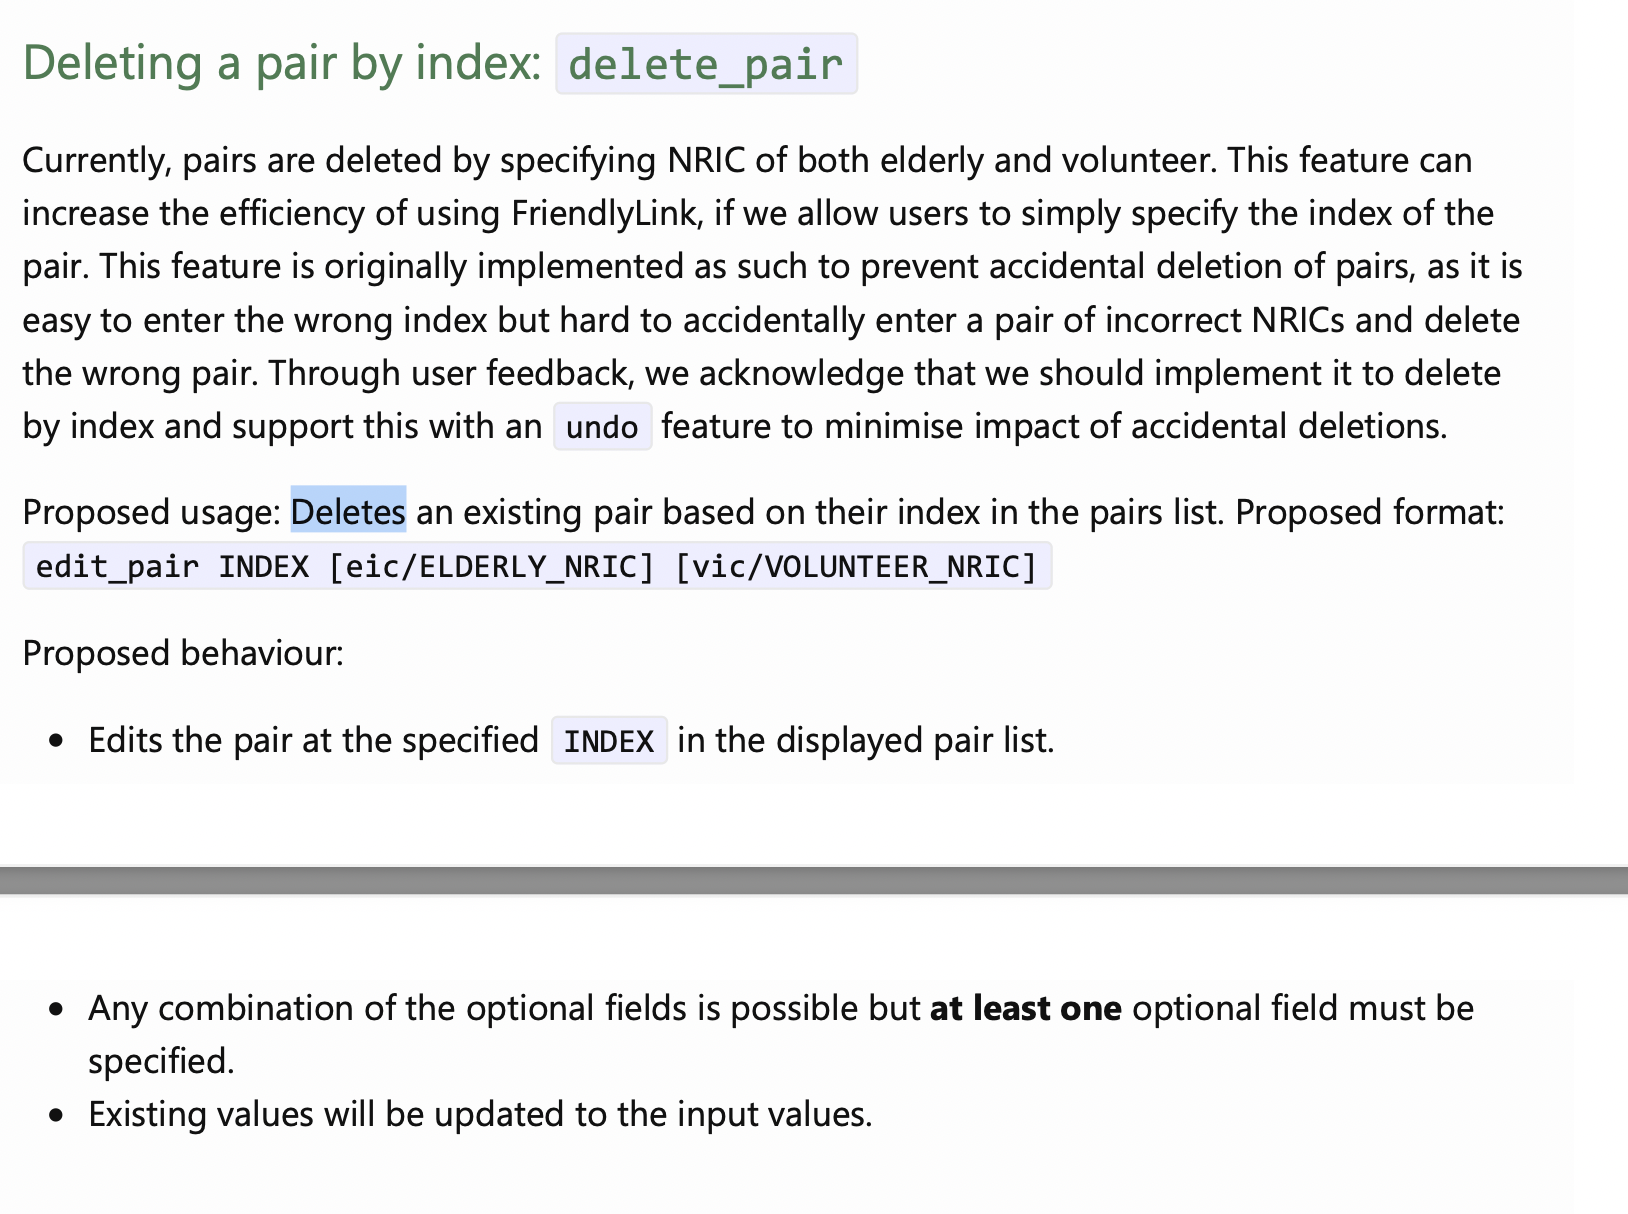 Deleting a pair by index: delete_pair
Currently, pairs are deleted by specifying NRIC of both elderly and volunteer. This feature can
increase the efficiency of using FriendlyLink, if we allow users to simply specify the index of the
pair. This feature is originally implemented as such to prevent accidental deletion of pairs, as it is
easy to enter the wrong index but hard to accidentally enter a pair of incorrect NRICs and delete
the wrong pair. Through user feedback, we acknowledge that we should implement it to delete
by index and support this with an undo feature to minimise impact of accidental deletions.
Proposed usage: Deletes an existing pair based on their index in the pairs list. Proposed format:
edit_pair INDEX [eic/ELDERLY_NRIC] [vic/VOLUNTEER_NRIC]
Proposed behaviour:
• Edits the pair at the specified INDEX in the displayed pair list.
• Any combination of the optional fields is possible but at least one optional field must be
specified.
• Existing values will be updated to the input values.